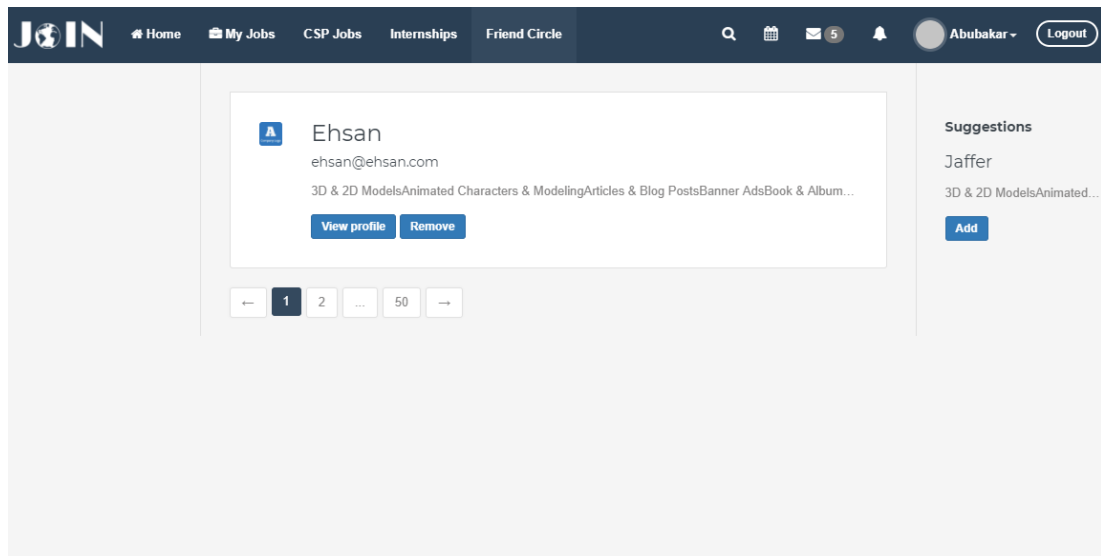 JOIN
Home
My Jobs
CSP Jobs
Internships
Friend Circle
5
Abubakar
Logout
Ehsan
ehsan@ehsan.com
3D & 2D ModelsAnimated Characters & ModelingArticles & Blog PostsBanner AdsBook & Album...
View profile
Remove
← 1 2 ... 50 →
Suggestions
Jaffer
3D & 2D ModelsAnimated...
Add